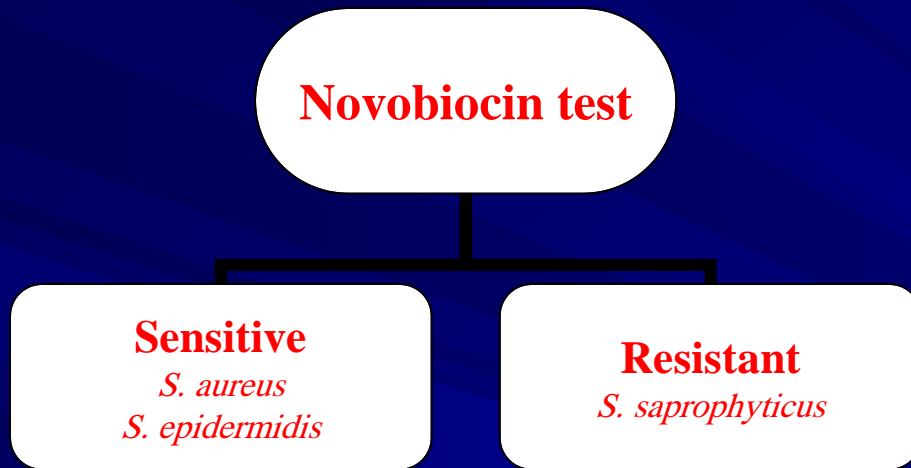 Novobiocin test
Sensitive
S. aureus
S. epidermidis
Resistant
S. saprophyticus